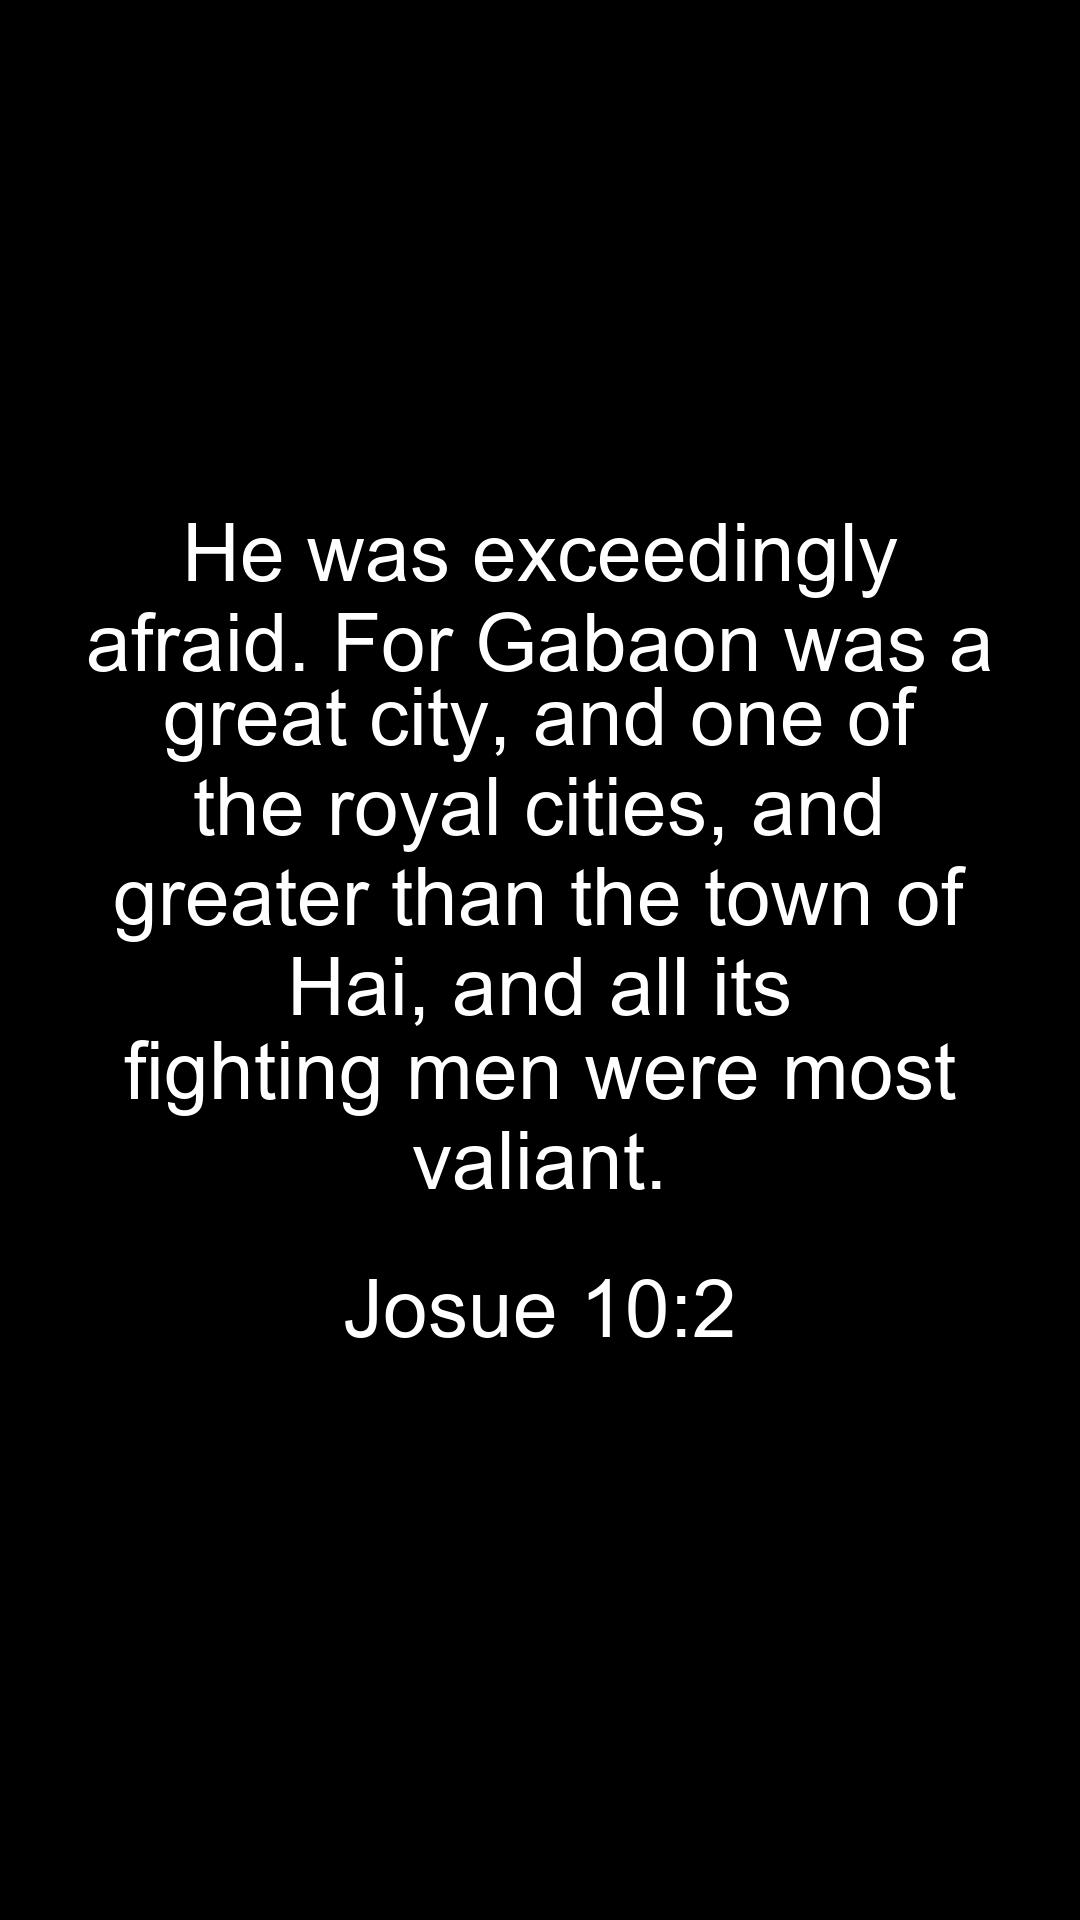 He was exceedingly
afraid. For Gabaon was a
great city, and one of
the royal cities, and
greater than the town of
Hai, and all its
fighting men were most
valiant.
Josue 10:2